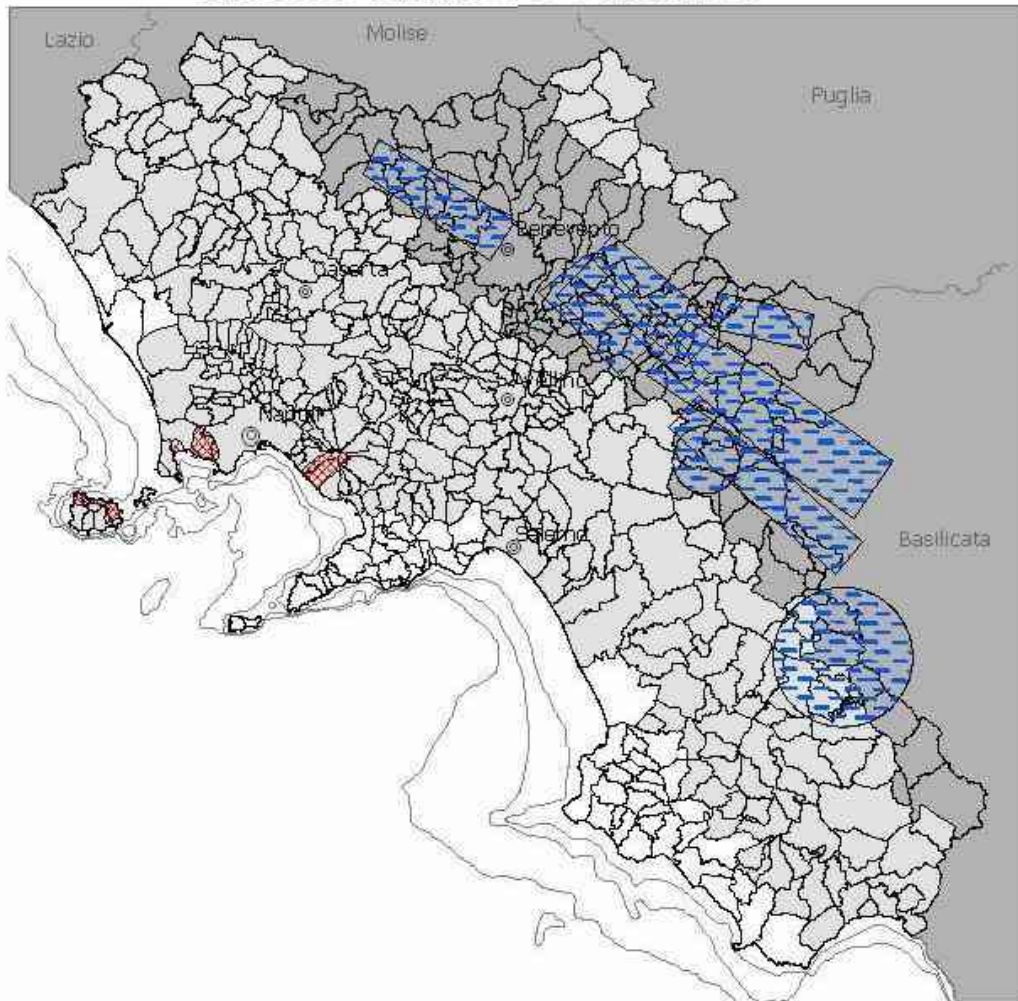 Lazio
Molise
Puglia
Benevento
Caserta
Avellino
Napoli
Salerno
Basilicata